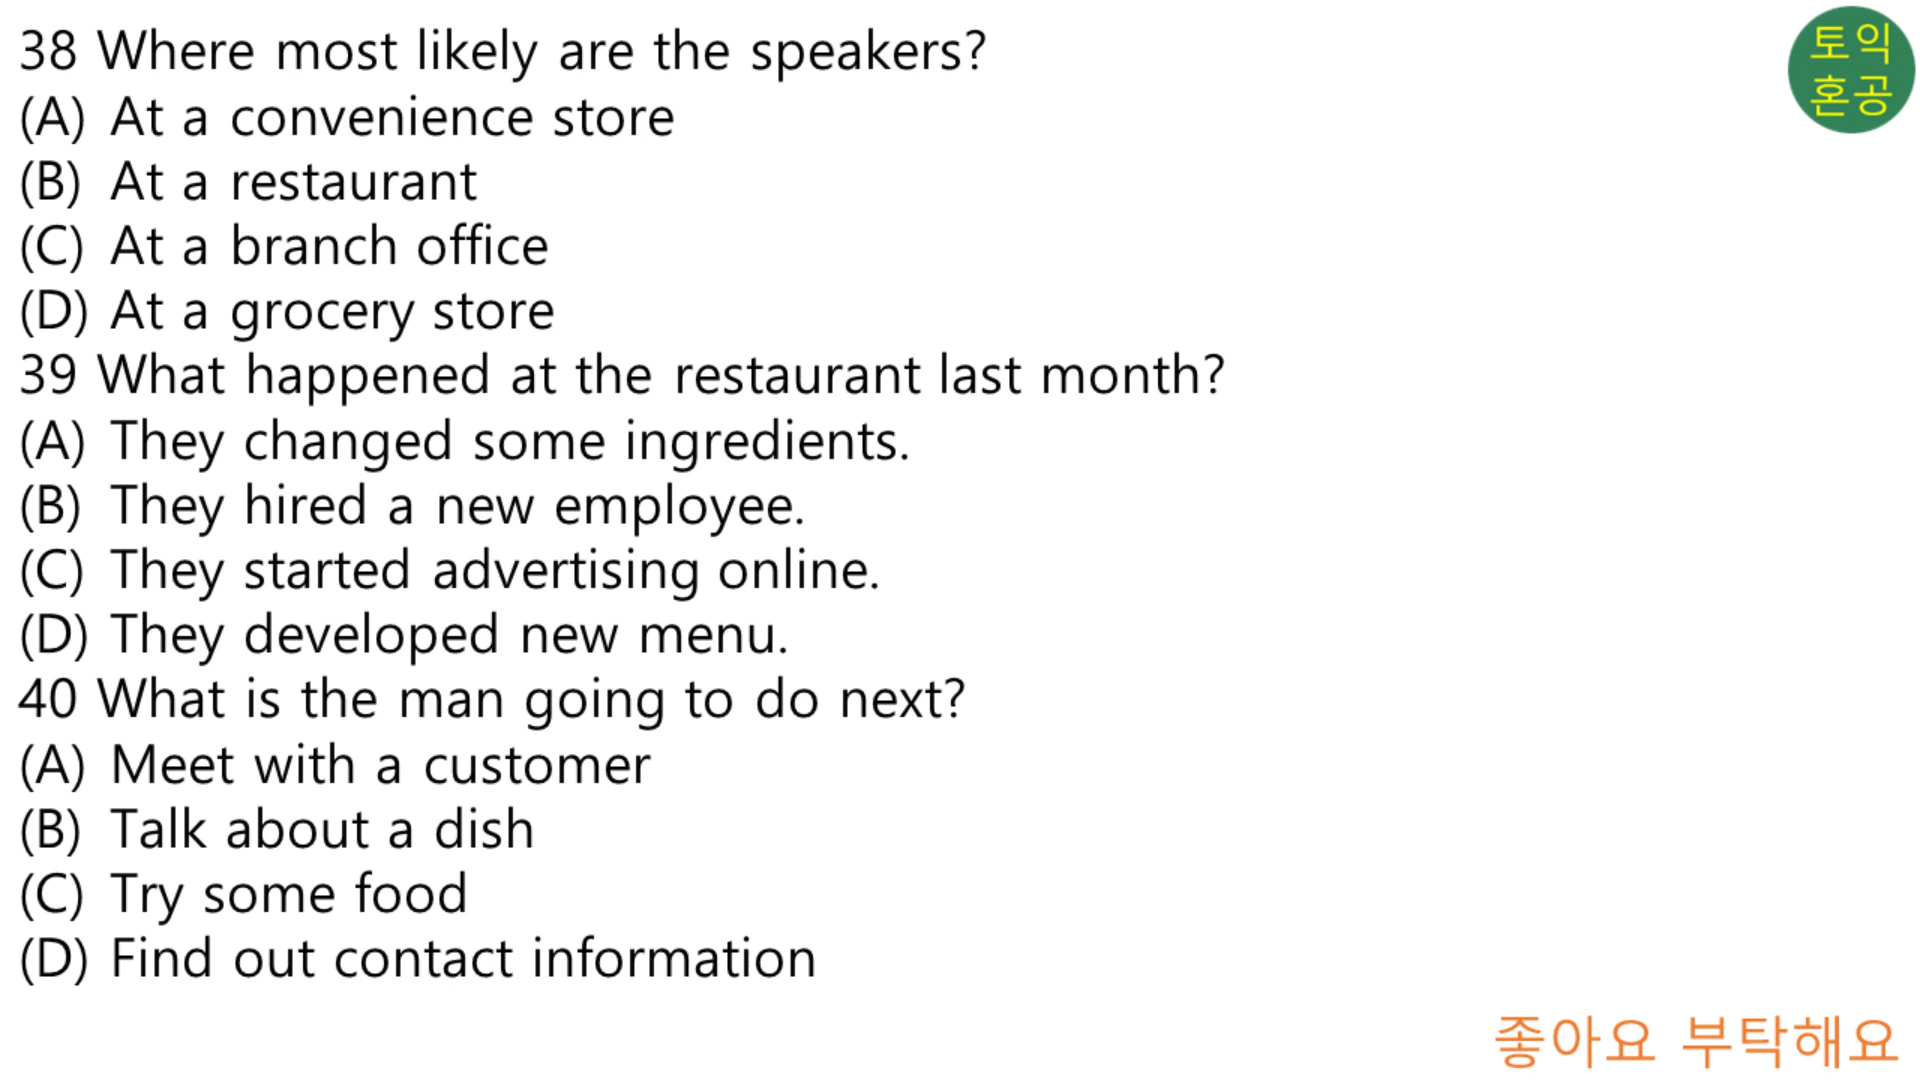 38 Where most likely are the speakers?
(A) At a convenience store
(B) At a restaurant
(C) At a branch office
(D) At a grocery store
39 What happened at the restaurant last month?
(A) They changed some ingredients.
(B) They hired a new employee.
(C) They started advertising online.
(D) They developed new menu.
40 What is the man going to do next?
(A) Meet with a customer
(B) Talk about a dish
(C) Try some food
(D) Find out contact information
토익
혼공
좋아요 부탁해요